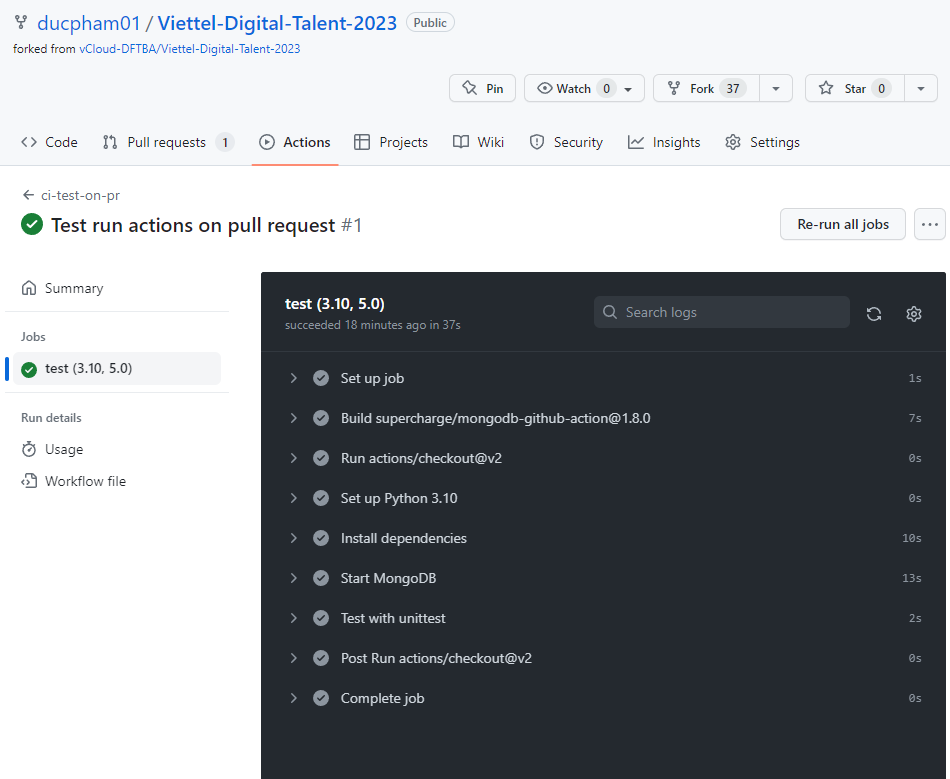 ducpham01 / Viettel-Digital-Talent-2023 Public
forked from vCloud-DFTBA/Viettel-Digital-Talent-2023
Pin Watch 0 Fork 37 Star 0
Code Pull requests 1 Actions Projects Wiki Security Insights Settings
ci-test-on-pr
Test run actions on pull request #1
Re-run all jobs
Summary
Jobs
test (3.10, 5.0)
Run details
Usage
Workflow file
test (3.10, 5.0)
succeeded 18 minutes ago in 37s
Search logs
Set up job 1s
Build supercharge/mongodb-github-action@1.8.0 7s
Run actions/checkout@v2 0s
Set up Python 3.10 0s
Install dependencies 10s
Start MongoDB 13s
Test with unittest 2s
Post Run actions/checkout@v2 0s
Complete job 0s